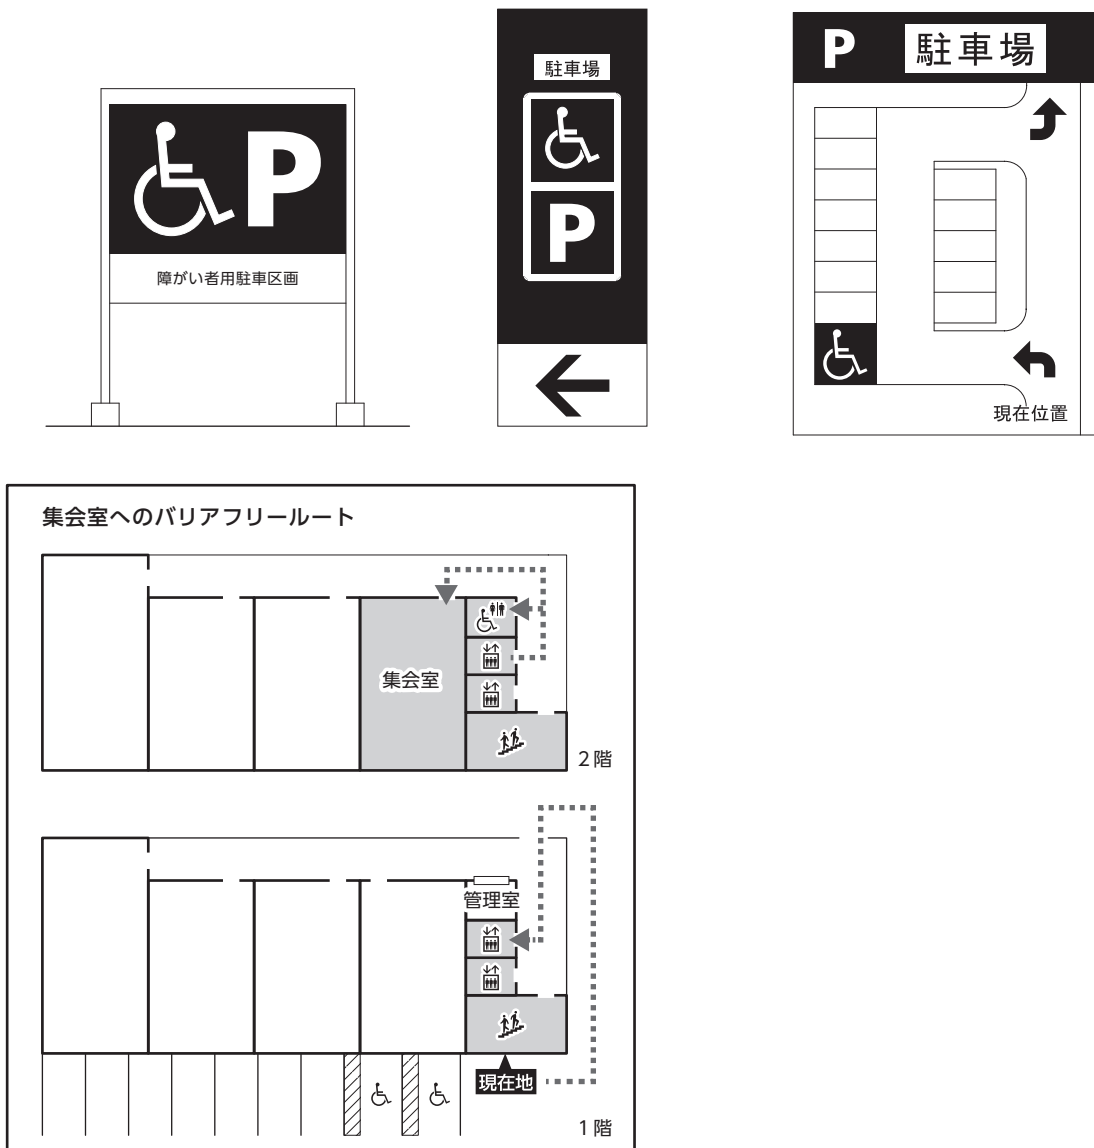 P
障がい者用駐車区画
駐車場
P
P 駐車場
現在位置
集会室へのバリアフリールート
集会室
2階
管理室
現在地
1階